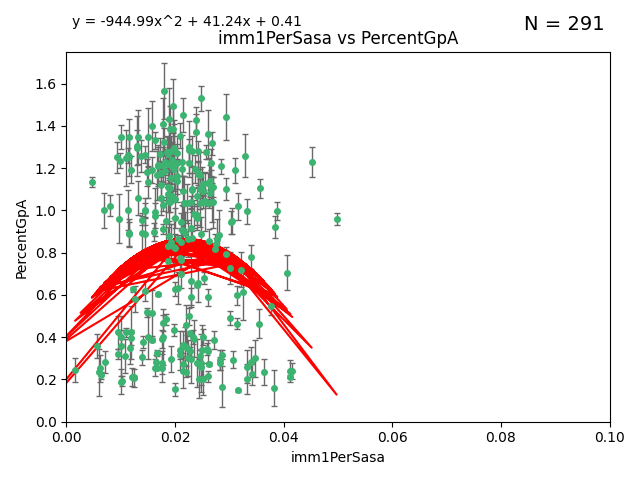 y = -944.99x^2 + 41.24x + 0.41
N = 291
imm1PerSasa vs PercentGpA
PercentGpA
1.6
1.4
1.2
1.0
0.8
0.6
0.4
0.2
0.0
0.00 0.02 0.04 0.06 0.08 0.10
imm1PerSasa